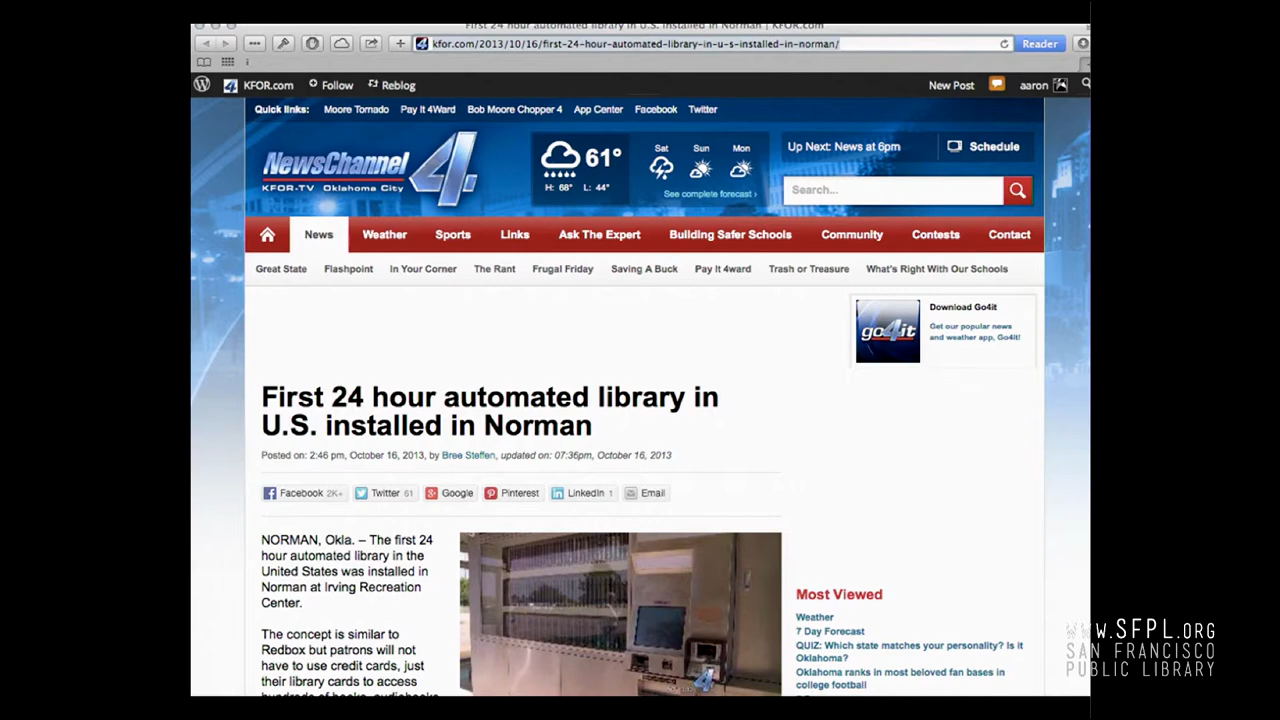 First 24 hour automated library in U.S. installed in Norman | KFOR.com
kfor.com/2013/10/16/first-24-hour-automated-library-in-u-s-installed-in-norman/
Reader
KFOR.com Follow Reblog New Post aaron
Quick links: Moore Tornado Pay It 4Ward Bob Moore Chopper 4 App Center Facebook Twitter
NewsChannel 4
KFOR-TV Oklahoma City
61°
H: 68° L: 44°
Sat Sun Mon
See complete forecast ›
Up Next: News at 6pm
Schedule
Search...
News Weather Sports Links Ask The Expert Building Safer Schools Community Contests Contact
Great State Flashpoint In Your Corner The Rant Frugal Friday Saving A Buck Pay It 4ward Trash or Treasure What's Right With Our Schools
go4it
Download Go4it
Get our popular news
and weather app, Go4it!
First 24 hour automated library in
U.S. installed in Norman
Posted on: 2:46 pm, October 16, 2013, by Bree Steffen, updated on: 07:36pm, October 16, 2013
Facebook 2K+ Twitter 61 Google Pinterest LinkedIn 1 Email
NORMAN, Okla. – The first 24
hour automated library in the
United States was installed in
Norman at Irving Recreation
Center.
The concept is similar to
Redbox but patrons will not
have to use credit cards, just
their library cards to access
hundreds of books, audiobooks
4
Most Viewed
Weather
7 Day Forecast
QUIZ: Which state matches your personality? Is it
Oklahoma?
Oklahoma ranks in most beloved fan bases in
college football
WWW.SFPL.ORG
SAN FRANCISCO
PUBLIC LIBRARY